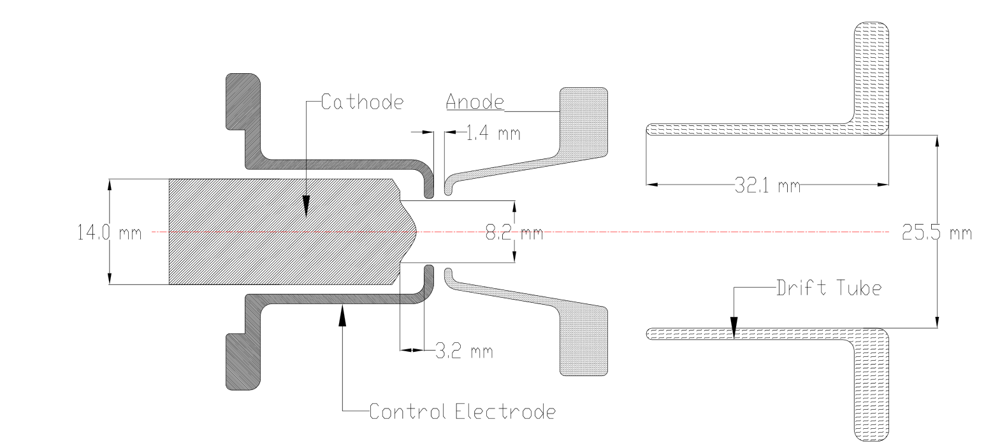 Cathode
Anode
1.4 mm
32.1 mm
14.0 mm
8.2 mm
25.5 mm
Drift Tube
3.2 mm
Control Electrode